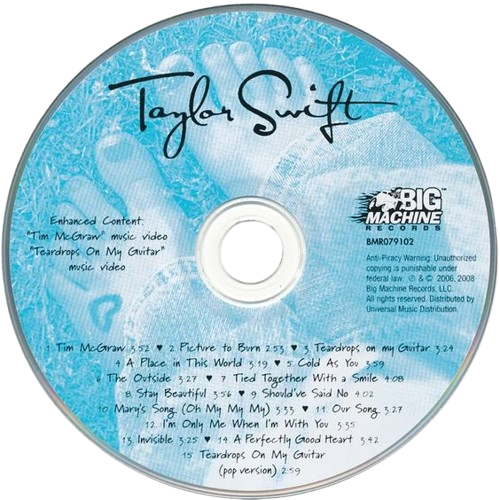 Taylor Swift
BIG
MACHINE
RECORDS
BMR079102
Enhanced Content:
"Tim McGraw" music video
"Teardrops On My Guitar"
music video
Anti-Piracy Warning: Unauthorized
copying is punishable under
federal law. ℗ & © 2006, 2008
Big Machine Records, LLC.
All rights reserved. Distributed by
Universal Music Distribution.
1 Tim McGraw 3:52 ♥ 2 Picture to Burn 2:53 ♥ 3 Teardrops on my Guitar 3:24
4 A Place in This World 3:19 ♥ 5 Cold As You 3:59
6 The Outside 3:27 ♥ 7 Tied Together With a Smile 4:08
8 Stay Beautiful 3:56 ♥ 9 Should've Said No 4:02
10 Mary's Song (Oh My My My) 3:33 ♥ 11 Our Song 3:27
12 I'm Only Me When I'm With You 3:35
13 Invisible 3:25 ♥ 14 A Perfectly Good Heart 3:42
15 Teardrops On My Guitar
(pop version) 2:59